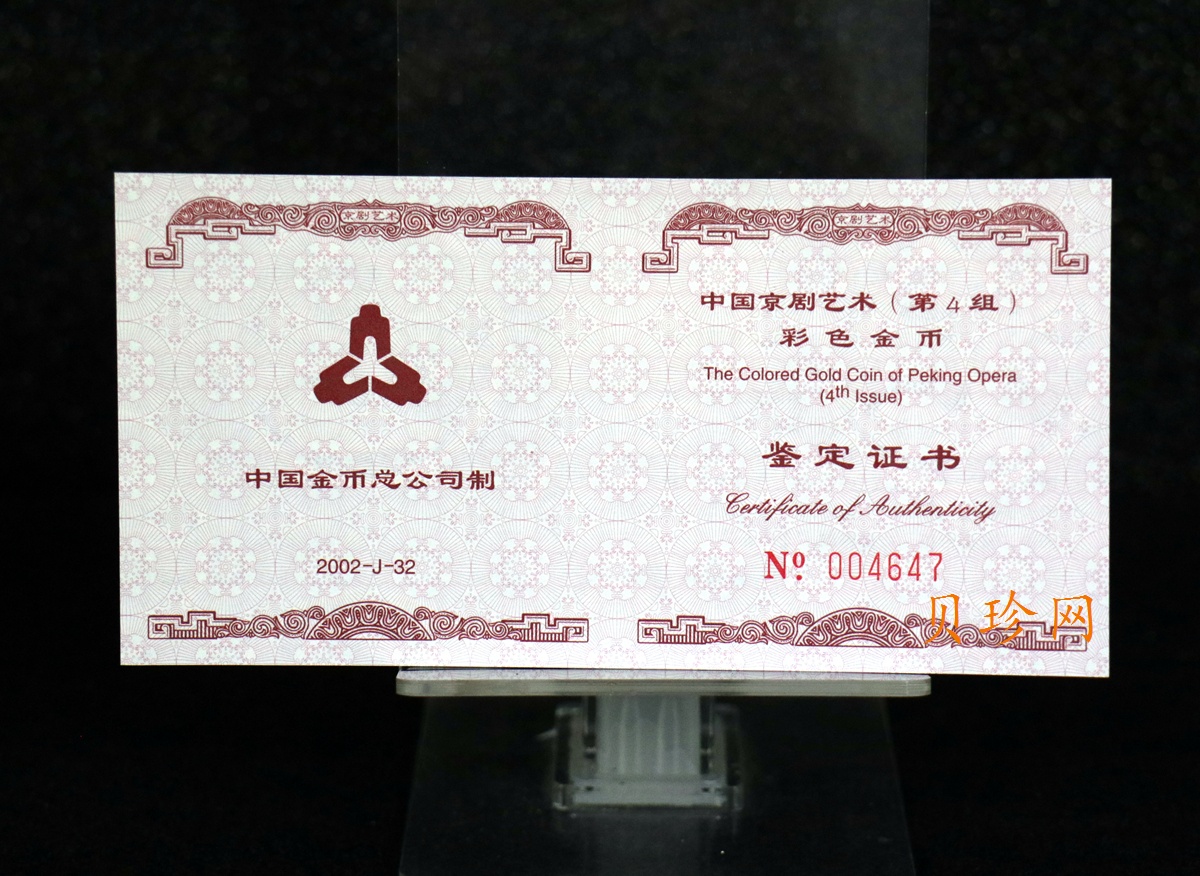 京剧艺术
中国金币总公司制
2002-J-32
京剧艺术
中国京剧艺术（第4组）
彩色金币
The Colored Gold Coin of Peking Opera
(4th Issue)
鉴定证书
Certificate of Authenticity
Nº 004647
贝珍网